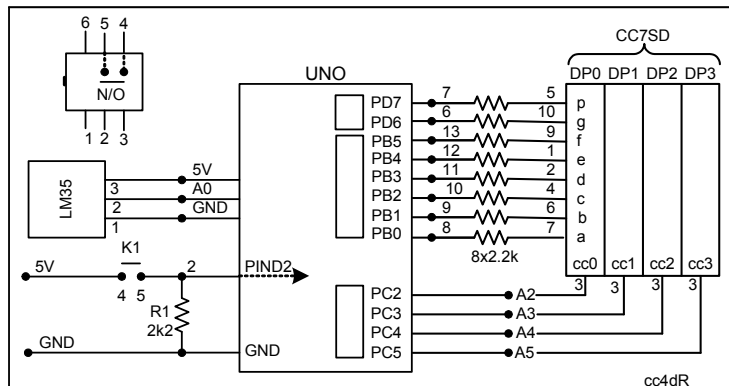 6 5 4
N/O
1 2 3
UNO
CC7SD
DP0 DP1 DP2 DP3
PD7 7 5 p
PD6 6 10 g
PB5 13 9 f
PB4 12 1 e
PB3 11 2 d
PB2 10 4 c
PB1 9 6 b
PB0 8 7 a
8x2.2k
cc0 cc1 cc2 cc3
3 3 3 3
LM35
3 5V
2 A0
1 GND
K1
5V 4 5 2 PIND2
R1
2k2
GND GND
PC2 A2
PC3 A3
PC4 A4
PC5 A5
cc4dR